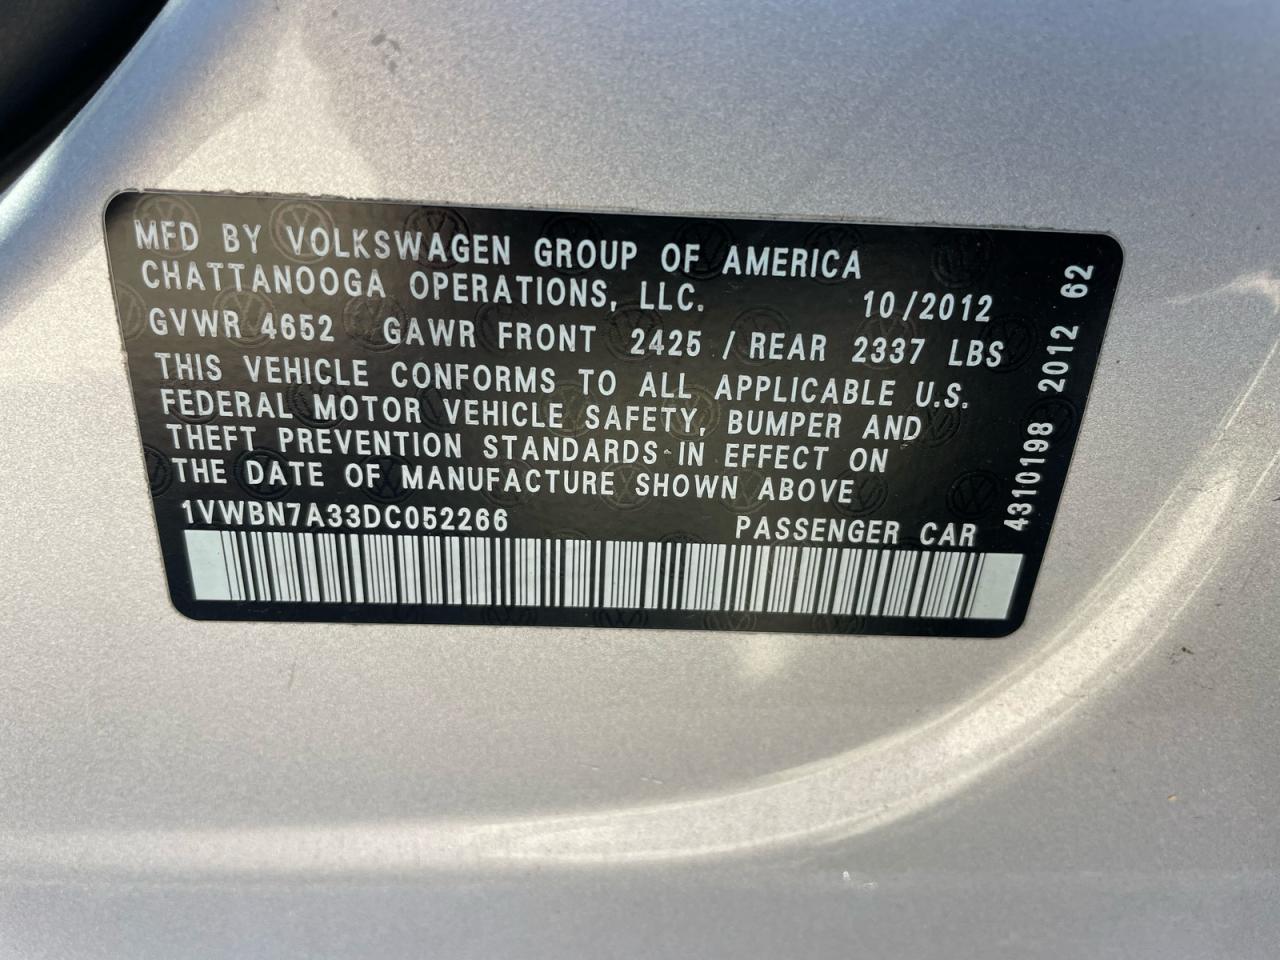 MFD BY VOLKSWAGEN GROUP OF AMERICA
CHATTANOOGA OPERATIONS, LLC. 10/2012
GVWR 4652 GAWR FRONT 2425 / REAR 2337 LBS
THIS VEHICLE CONFORMS TO ALL APPLICABLE U.S.
FEDERAL MOTOR VEHICLE SAFETY, BUMPER AND
THEFT PREVENTION STANDARDS IN EFFECT ON
THE DATE OF MANUFACTURE SHOWN ABOVE
1VWBN7A33DC052266 PASSENGER CAR
4310198 2012 62